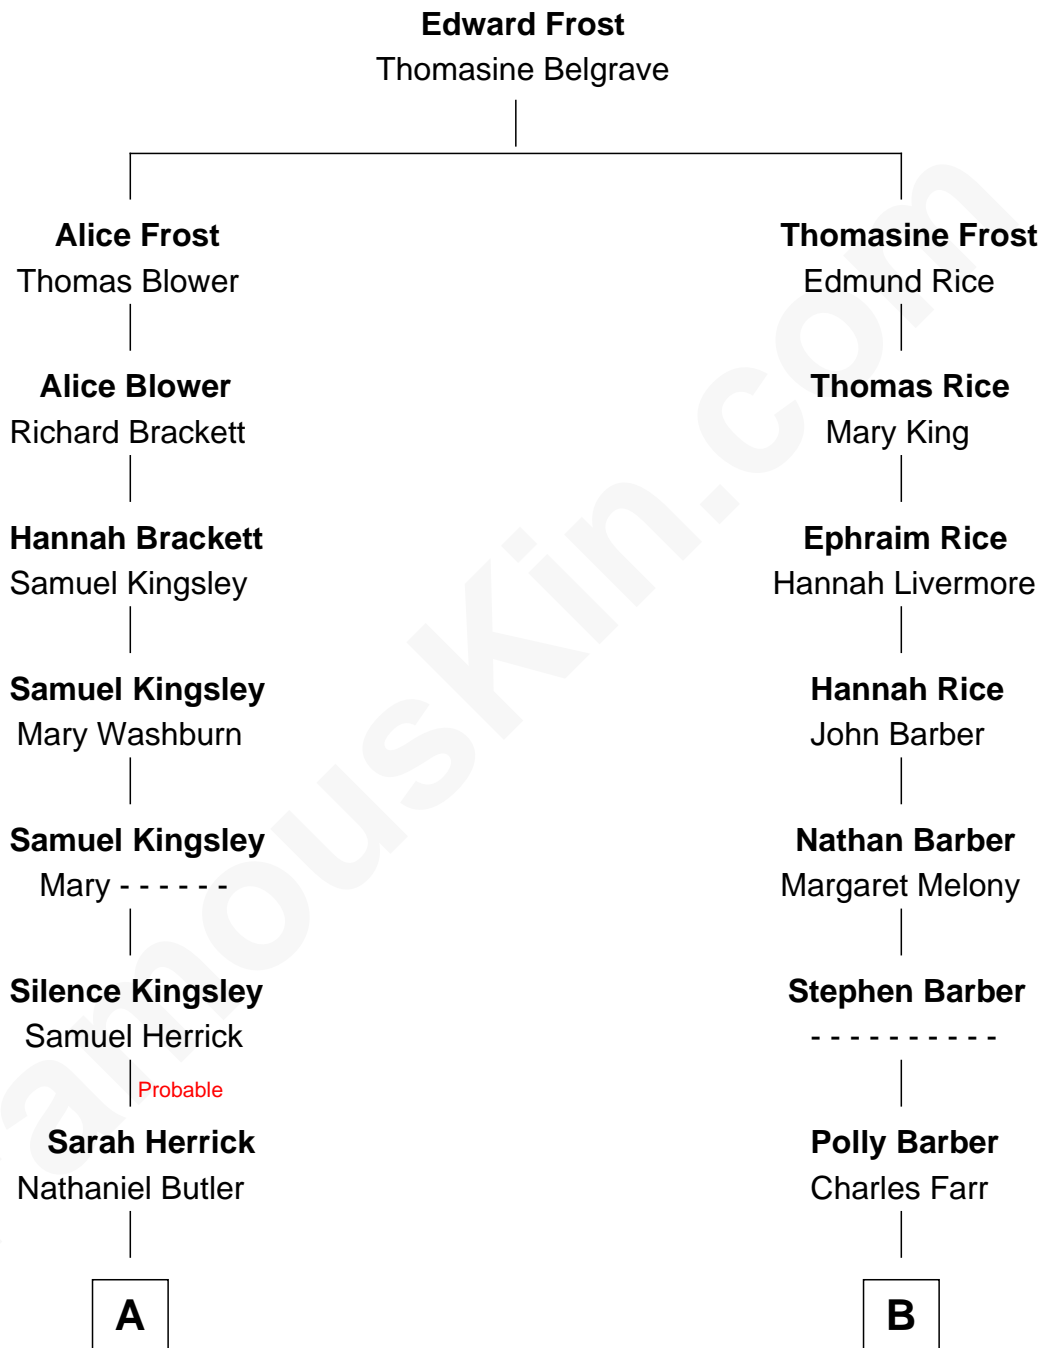 Edward Frost
Thomasine Belgrave
Alice Frost
Thomas Blower
Thomasine Frost
Edmund Rice
Alice Blower
Richard Brackett
Thomas Rice
Mary King
Hannah Brackett
Samuel Kingsley
Ephraim Rice
Hannah Livermore
Samuel Kingsley
Mary Washburn
Hannah Rice
John Barber
Samuel Kingsley
Mary - - - - - -
Nathan Barber
Margaret Melony
Silence Kingsley
Samuel Herrick
Stephen Barber
- - - - - - - - - -
Probable
Sarah Herrick
Nathaniel Butler
Polly Barber
Charles Farr
A
B
amouskin.com